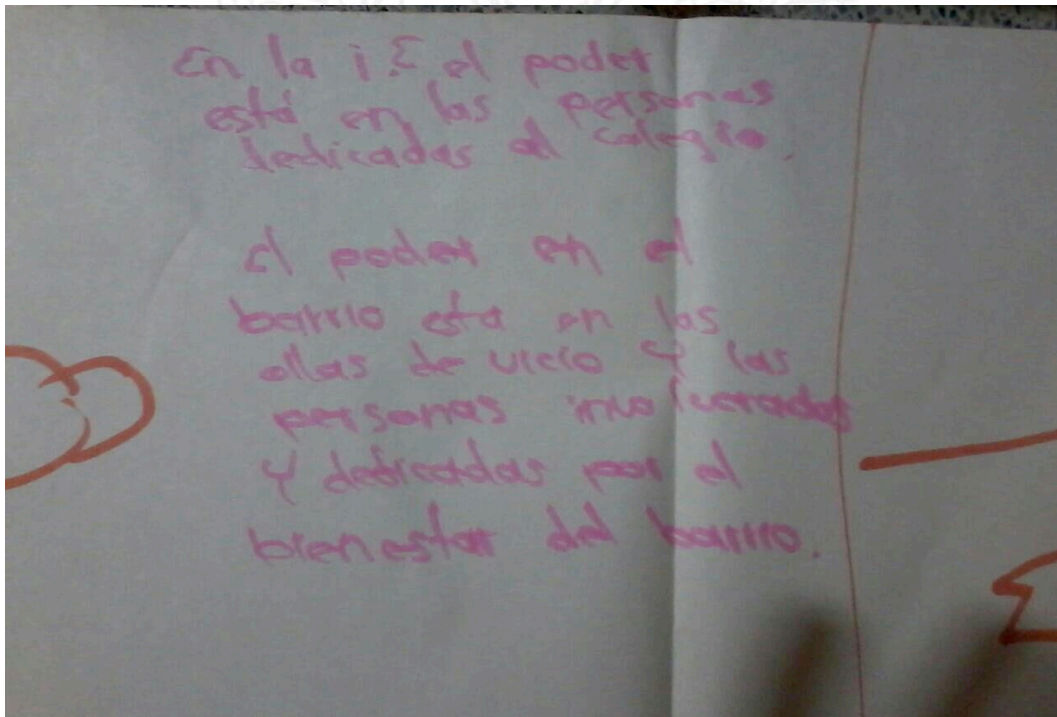 En la i.E el poder
está en las personas
dedicadas al colegio.
El poder en el
barrio esta en las
ollas de vicio y las
personas involucradas
y dedicadas por el
bienestar del barrio.